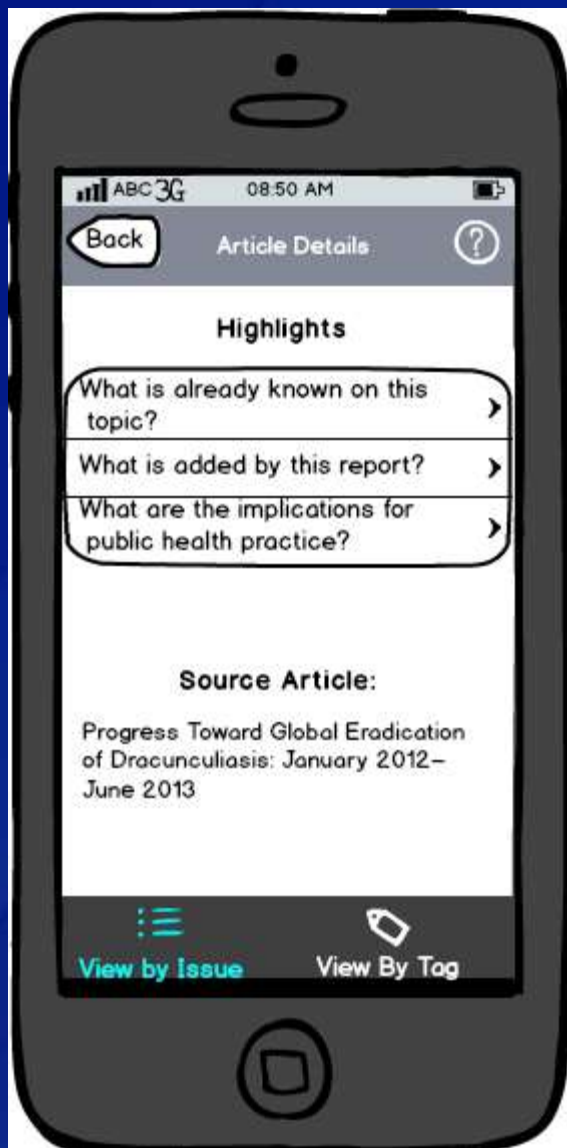 ABC 3G 08:50 AM
Back Article Details ?
Highlights
What is already known on this
topic?
What is added by this report?
What are the implications for
public health practice?
Source Article:
Progress Toward Global Eradication
of Dracunculiasis: January 2012–
June 2013
View by Issue View By Tag